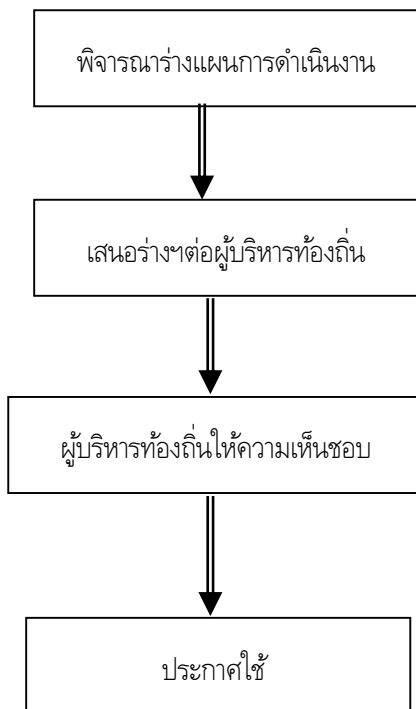 พิจารณาร่างแผนการดำเนินงาน
เสนอร่างฯต่อผู้บริหารท้องถิ่น
ผู้บริหารท้องถิ่นให้ความเห็นชอบ
ประกาศใช้